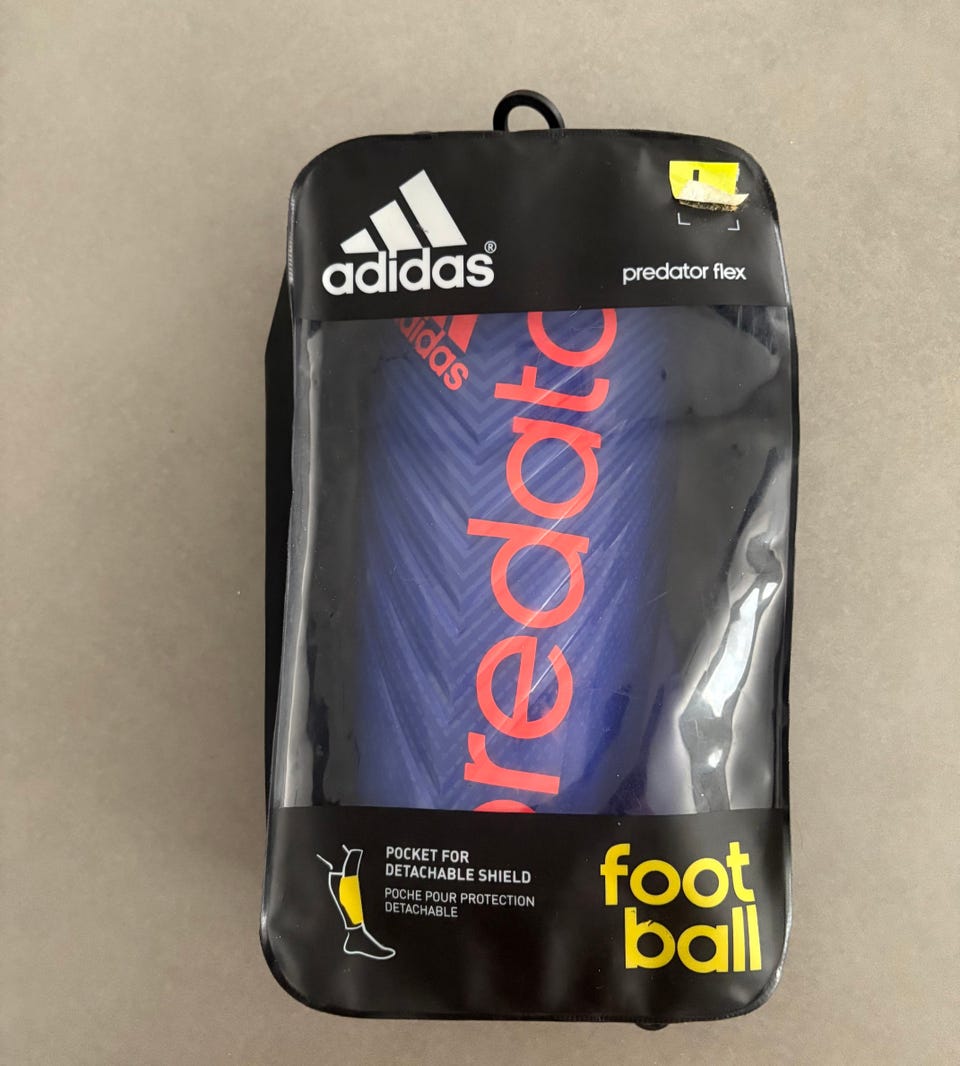 adidas®
predator flex
adidas
predato
POCKET FOR
DETACHABLE SHIELD
POCHE POUR PROTECTION
DETACHABLE
foot
ball